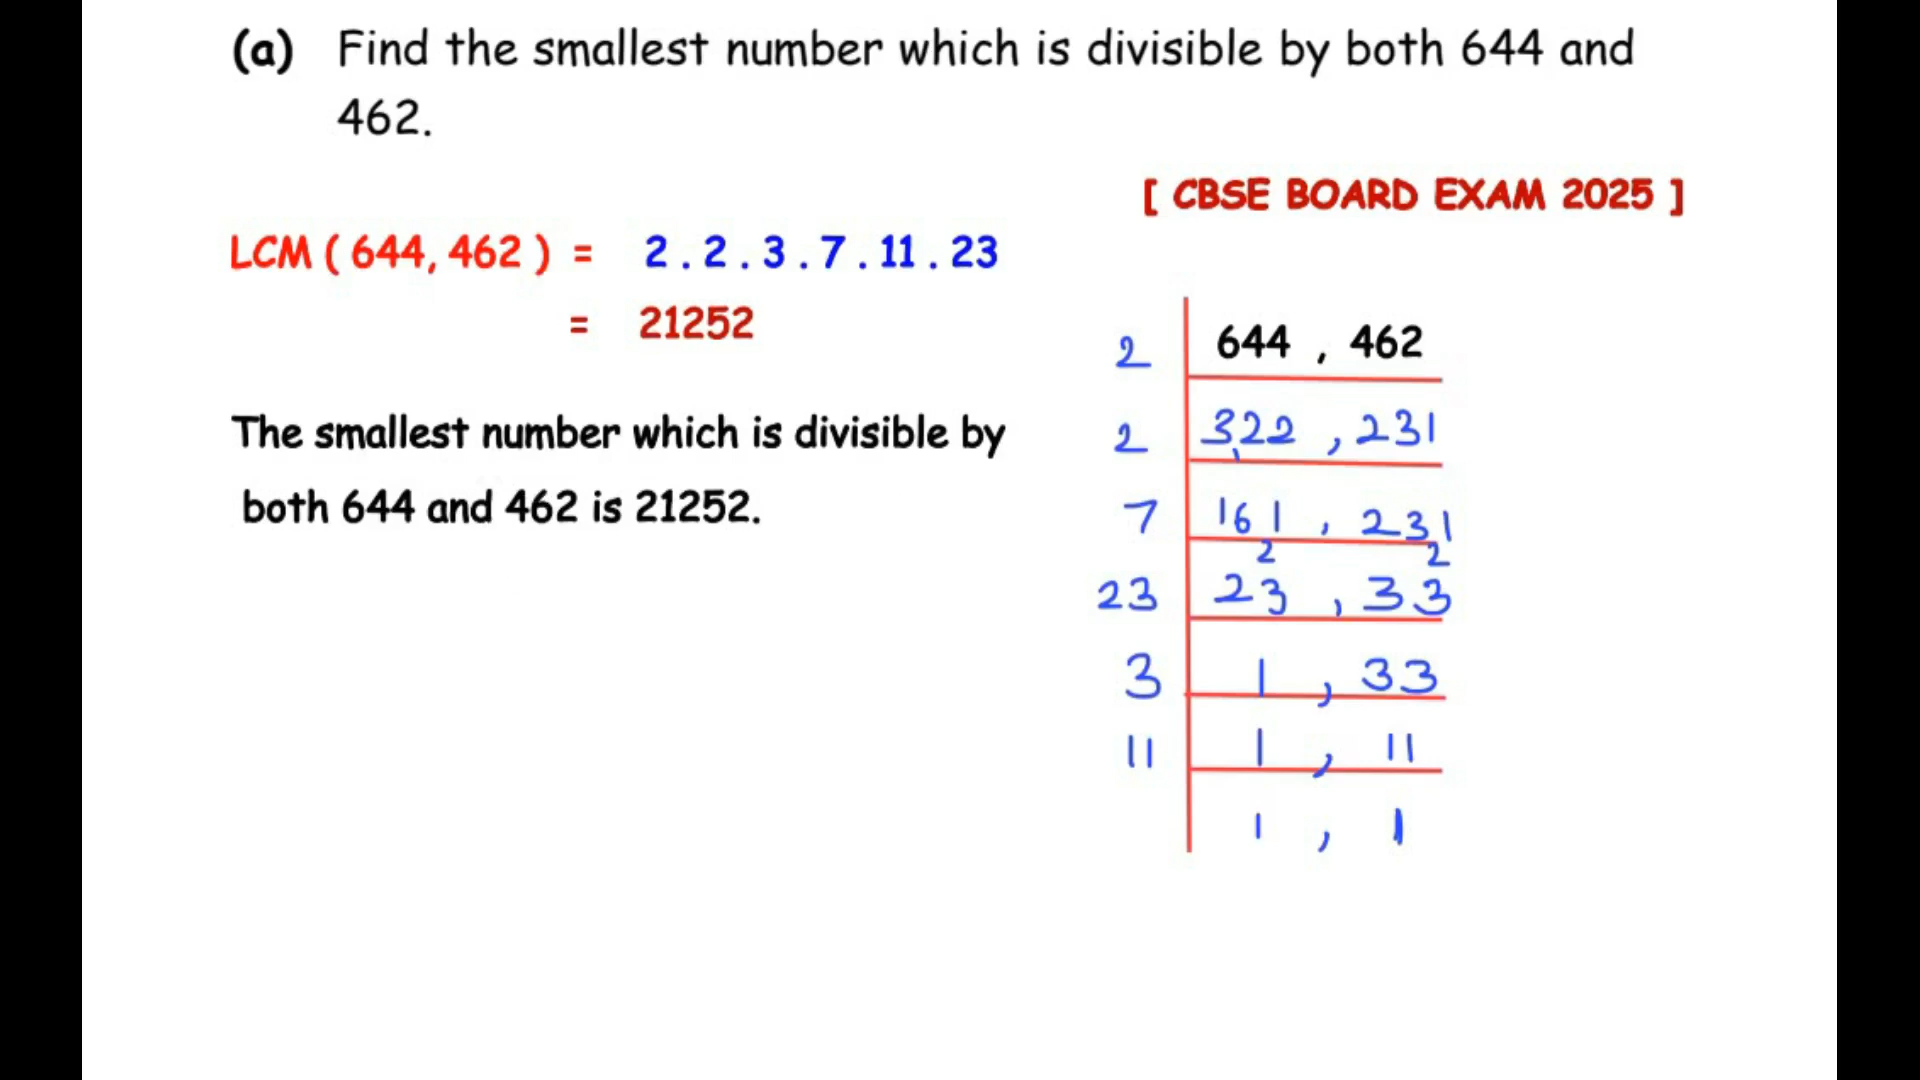 (a) Find the smallest number which is divisible by both 644 and
462.
[ CBSE BOARD EXAM 2025 ]
LCM ( 644, 462 ) = 2 . 2 . 3 . 7 . 11 . 23
= 21252
The smallest number which is divisible by
both 644 and 462 is 21252.
2 644 , 462
2 322 , 231
1
7 161 , 231
2 2
23 23 , 33
3 1 , 33
11 1 , 11
1 , 1